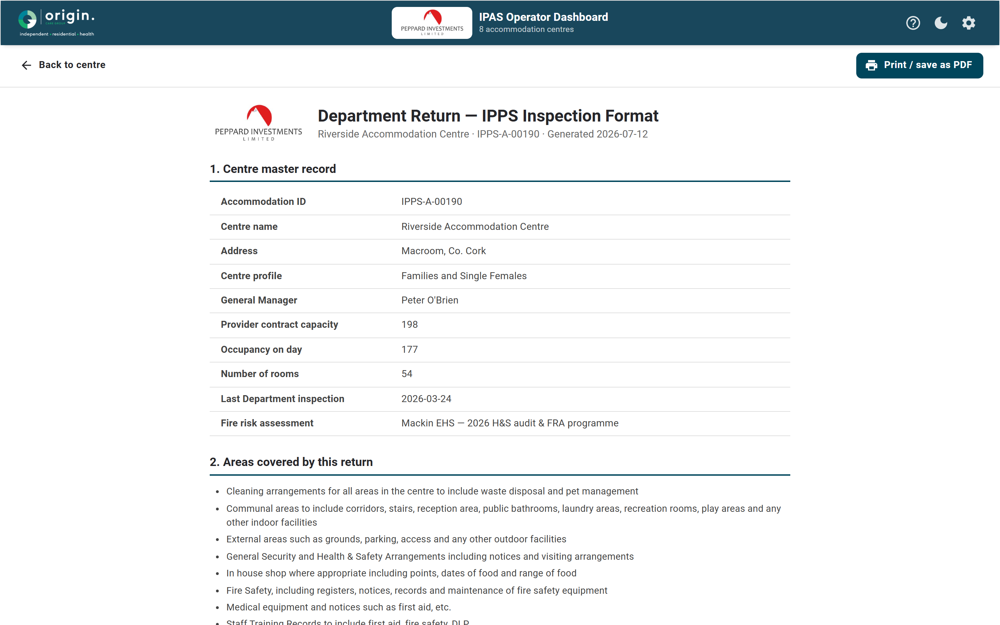 origin.
CARE GROUP
independent • residential • health
PEPPARD INVESTMENTS
LIMITED
IPAS Operator Dashboard
8 accommodation centres
Back to centre
Print / save as PDF
PEPPARD INVESTMENTS
LIMITED
Department Return — IPPS Inspection Format
Riverside Accommodation Centre · IPPS-A-00190 · Generated 2026-07-12
1. Centre master record
Accommodation ID IPPS-A-00190
Centre name Riverside Accommodation Centre
Address Macroom, Co. Cork
Centre profile Families and Single Females
General Manager Peter O'Brien
Provider contract capacity 198
Occupancy on day 177
Number of rooms 54
Last Department inspection 2026-03-24
Fire risk assessment Mackin EHS — 2026 H&S audit & FRA programme
2. Areas covered by this return
• Cleaning arrangements for all areas in the centre to include waste disposal and pet management
• Communal areas to include corridors, stairs, reception area, public bathrooms, laundry areas, recreation rooms, play areas and any
other indoor facilities
• External areas such as grounds, parking, access and any other outdoor facilities
• General Security and Health & Safety Arrangements including notices and visiting arrangements
• In house shop where appropriate including points, dates of food and range of food
• Fire Safety, including registers, notices, records and maintenance of fire safety equipment
• Medical equipment and notices such as first aid, etc.
• Staff Training Records to include first aid, fire safety, DLP